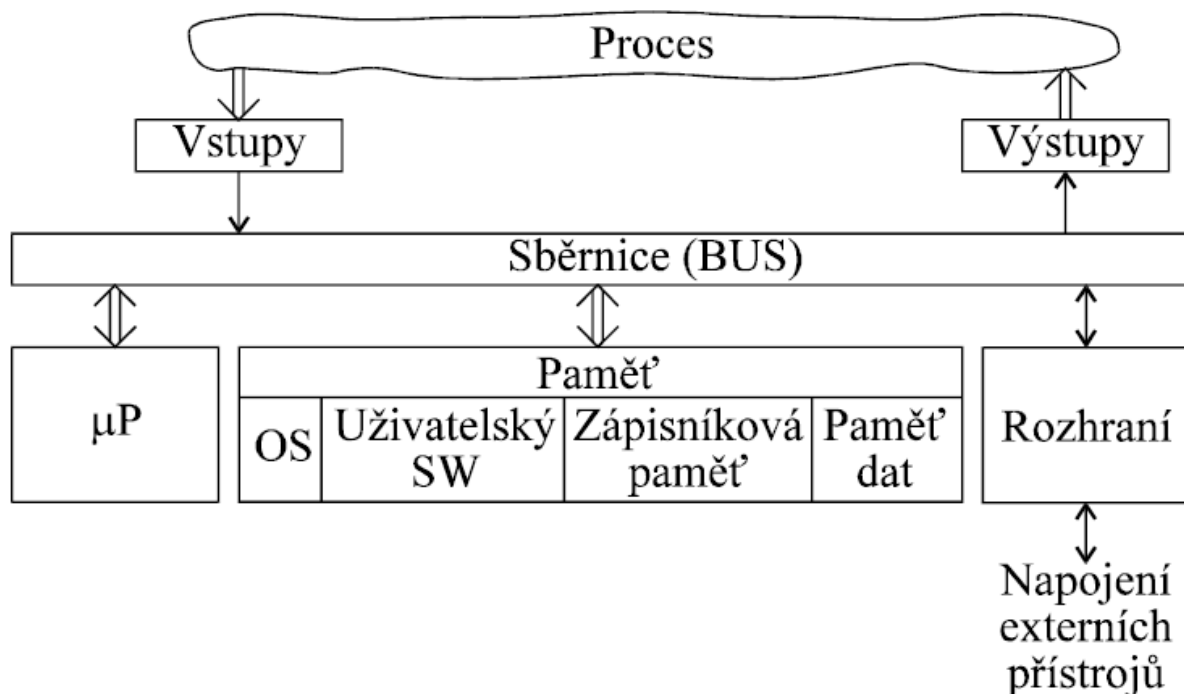 Proces
Vstupy
Výstupy
Sběrnice (BUS)
μP
Paměť
OS
Uživatelský
SW
Zápisníková
paměť
Paměť
dat
Rozhraní
Napojení
externích
přístrojů